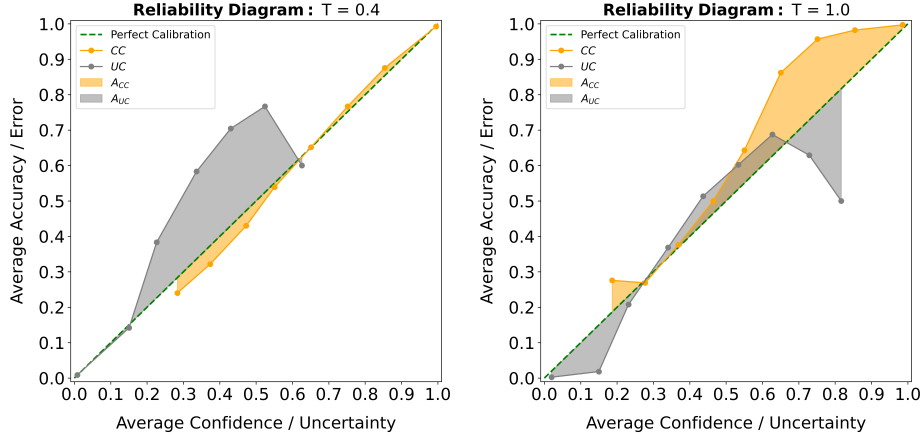 Reliability Diagram: T = 0.4
Perfect Calibration
CC
UC
A_CC
A_UC
1.0
0.9
0.8
0.7
0.6
0.5
0.4
0.3
0.2
0.1
0.0
0.0 0.1 0.2 0.3 0.4 0.5 0.6 0.7 0.8 0.9 1.0
Average Accuracy / Error
Average Confidence / Uncertainty
Reliability Diagram: T = 1.0
Perfect Calibration
CC
UC
A_CC
A_UC
1.0
0.9
0.8
0.7
0.6
0.5
0.4
0.3
0.2
0.1
0.0
0.0 0.1 0.2 0.3 0.4 0.5 0.6 0.7 0.8 0.9 1.0
Average Accuracy / Error
Average Confidence / Uncertainty